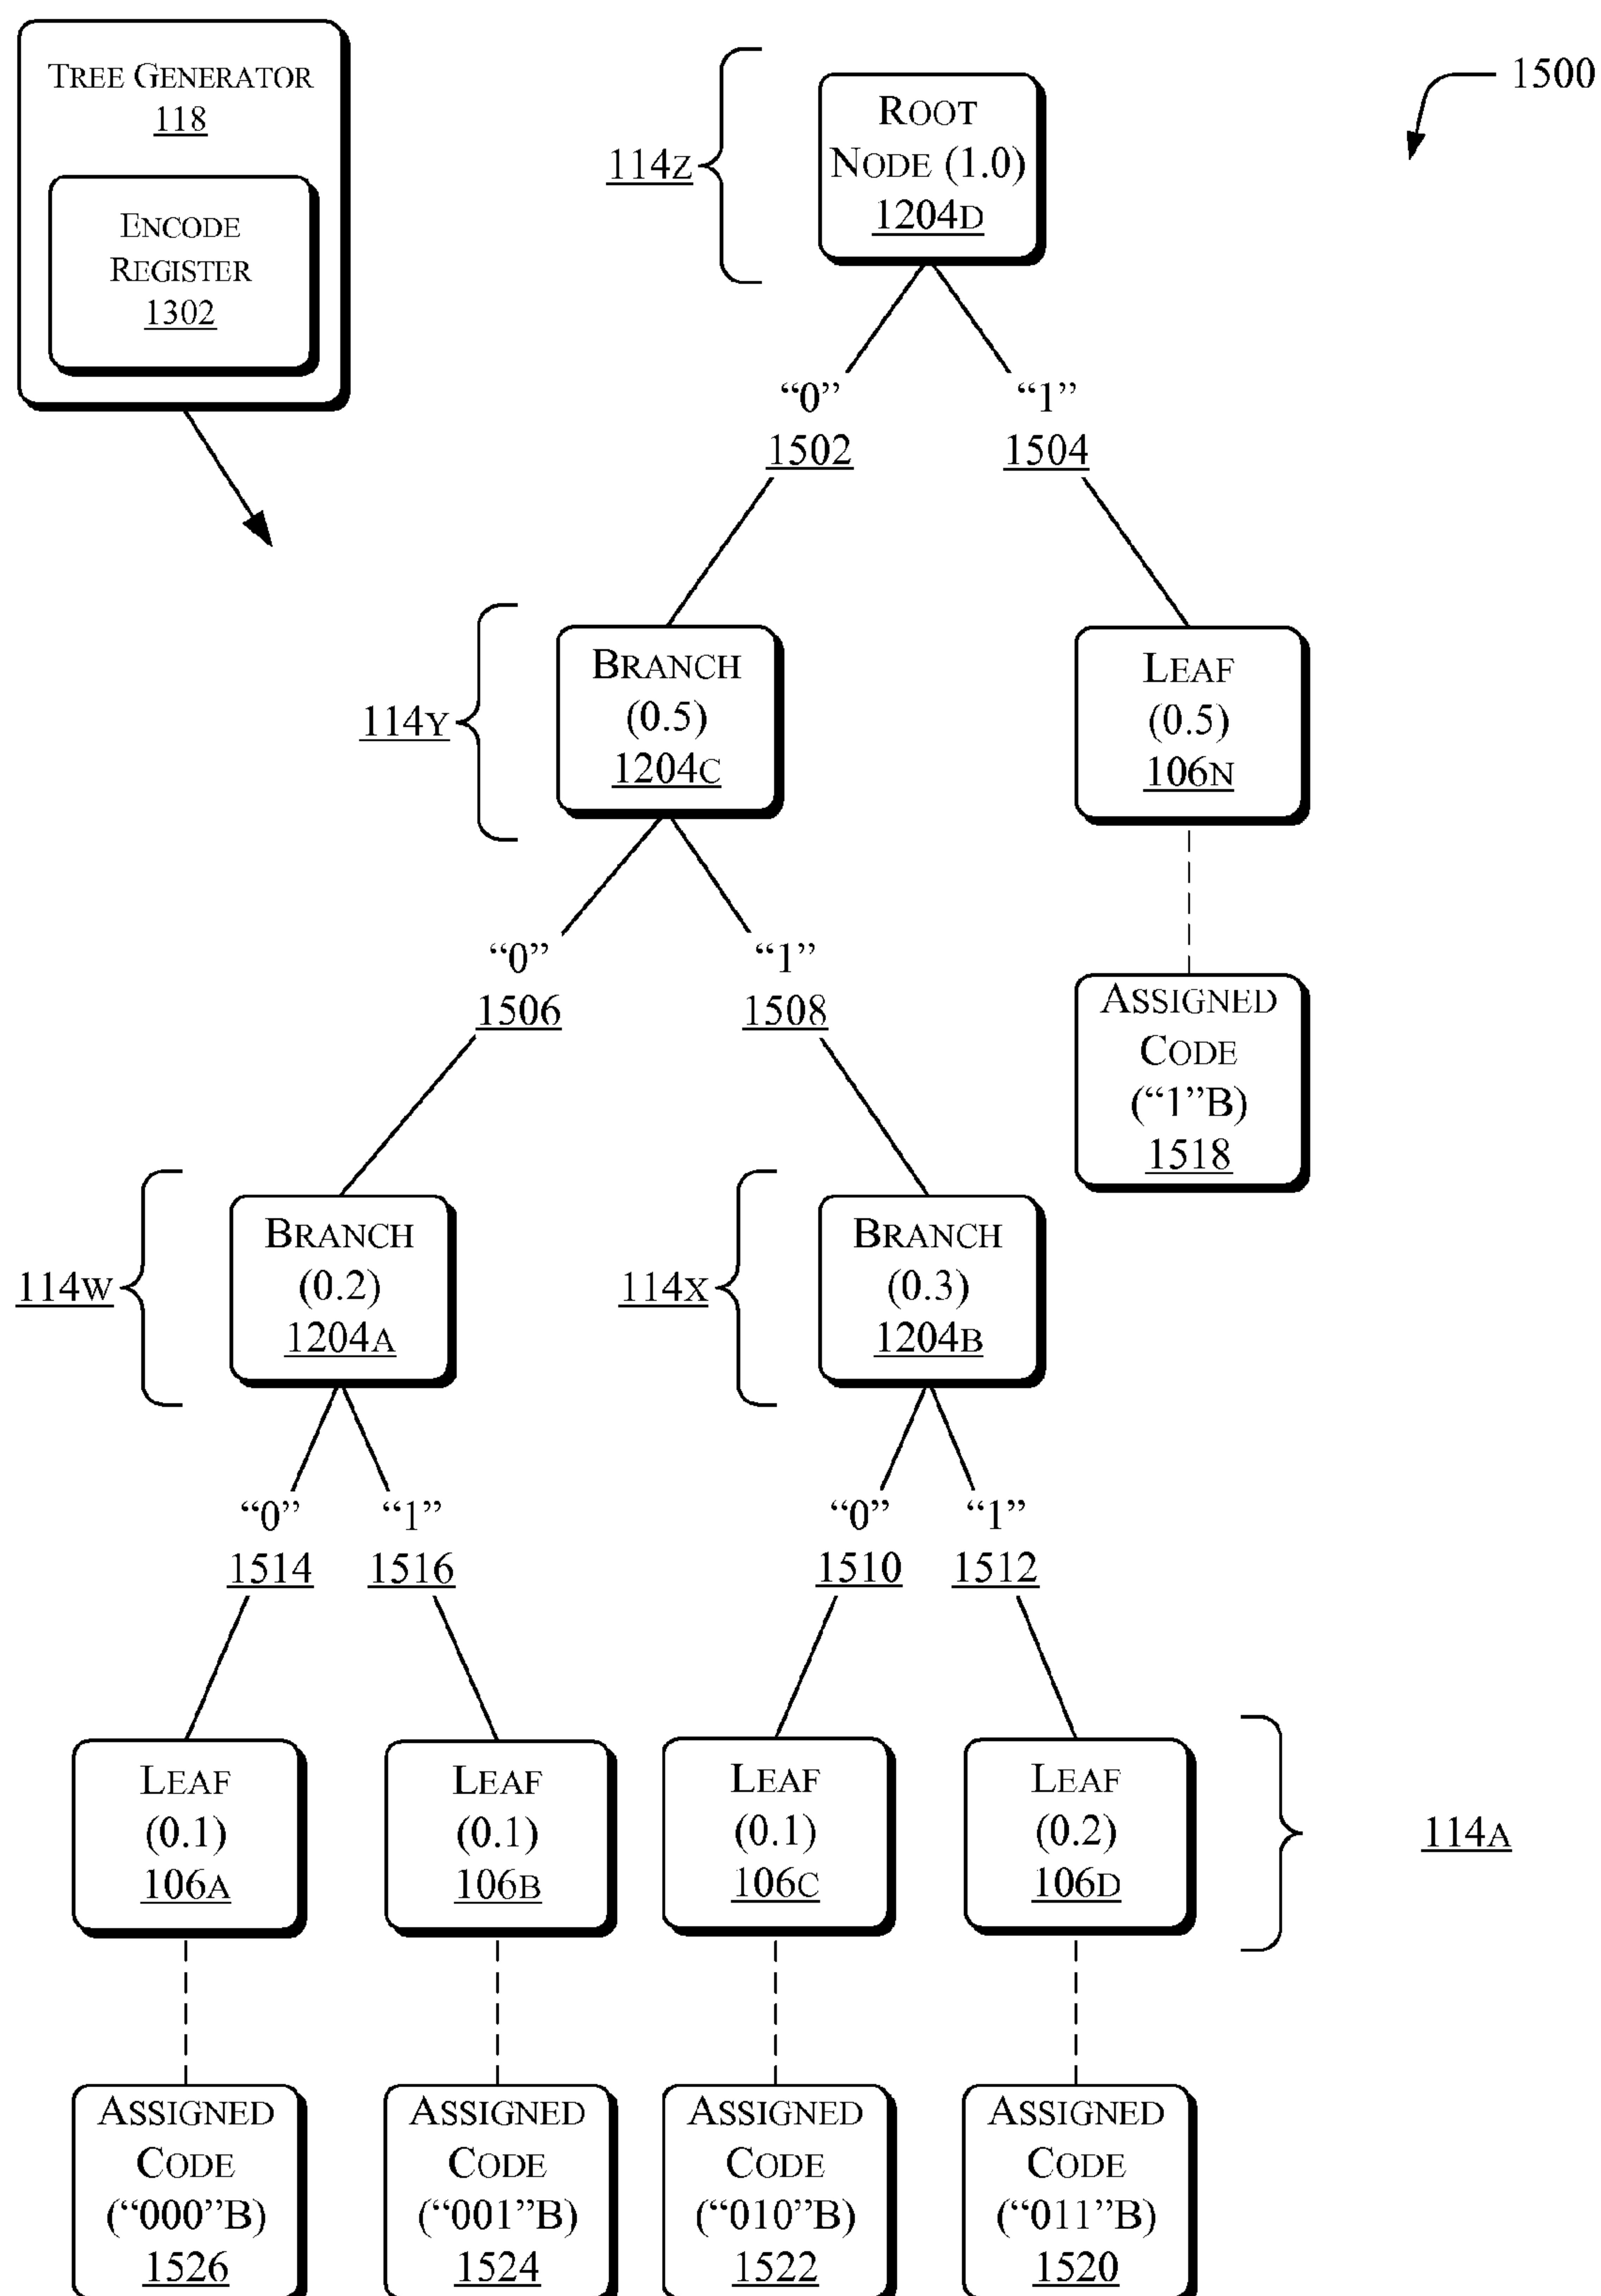 TREE GENERATOR
118
ENCODE
REGISTER
1302
1500
114Z
ROOT
NODE (1.0)
1204D
“0”
1502
“1”
1504
114Y
BRANCH
(0.5)
1204C
LEAF
(0.5)
106N
“0”
1506
“1”
1508
ASSIGNED
CODE
(“1”B)
1518
114W
BRANCH
(0.2)
1204A
114X
BRANCH
(0.3)
1204B
“0”
1514
“1”
1516
“0”
1510
“1”
1512
LEAF
(0.1)
106A
LEAF
(0.1)
106B
LEAF
(0.1)
106C
LEAF
(0.2)
106D
114A
ASSIGNED
CODE
(“000”B)
1526
ASSIGNED
CODE
(“001”B)
1524
ASSIGNED
CODE
(“010”B)
1522
ASSIGNED
CODE
(“011”B)
1520